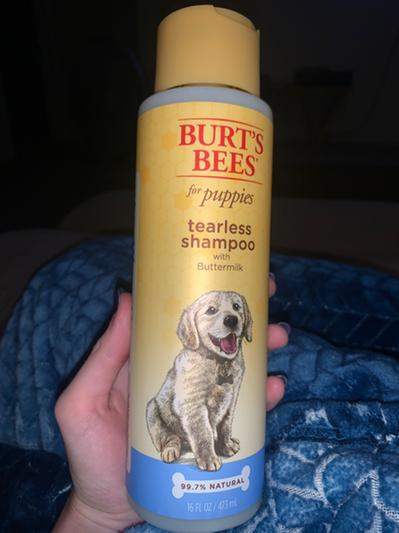 BURT'S
BEES®
for puppies
tearless
shampoo
with
Buttermilk
99.7% NATURAL
16 FL OZ / 473 mL